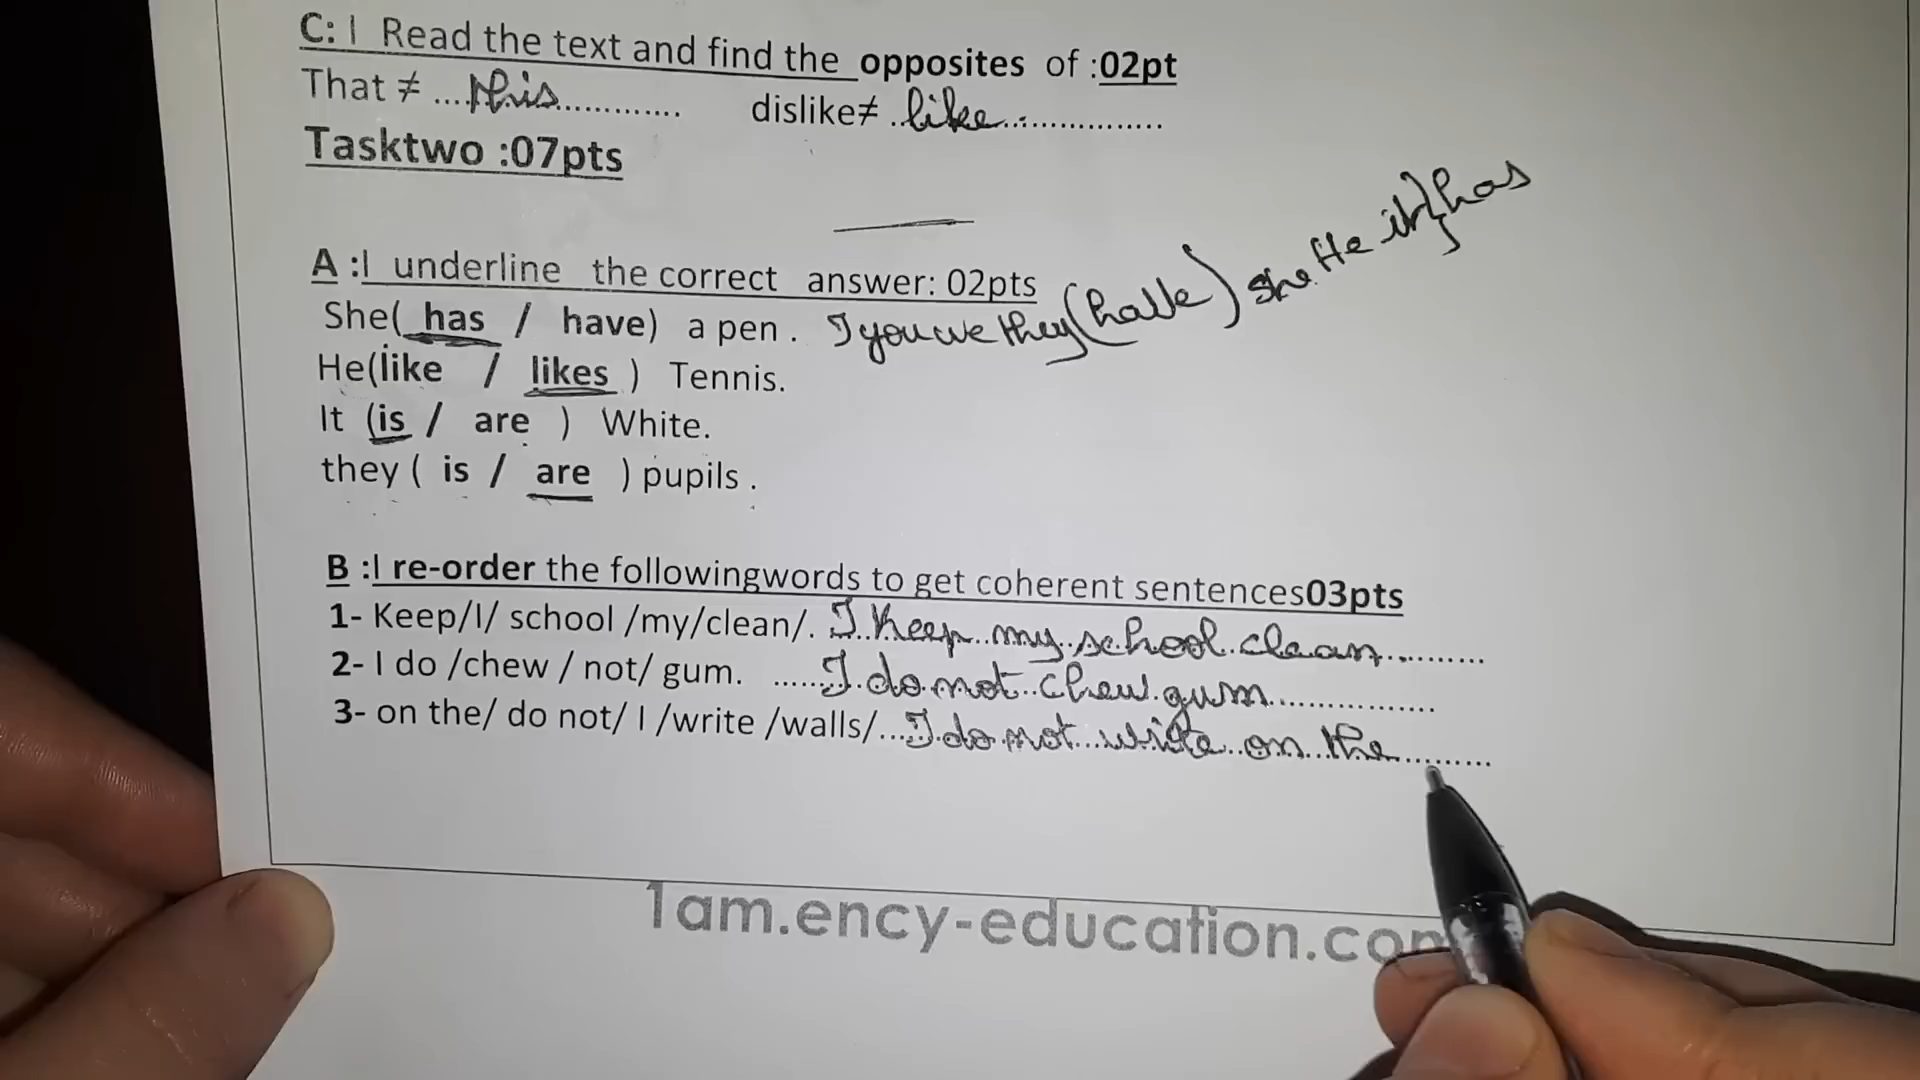 C: I Read the text and find the opposites of :02pt
That ≠ ....this............. dislike≠ ..like.................
Tasktwo :07pts
A :I underline the correct answer: 02pts
She( has / have) a pen . I you we they (have) she He it} has
He(like / likes ) Tennis.
It (is / are ) White.
they ( is / are ) pupils .
B :I re-order the followingwords to get coherent sentences03pts
1- Keep/I/ school /my/clean/. I Keep my school clean..........
2- I do /chew / not/ gum. ......I do not chew gum.................
3- on the/ do not/ I /write /walls/...I do not write on the..........
1am.ency-education.com